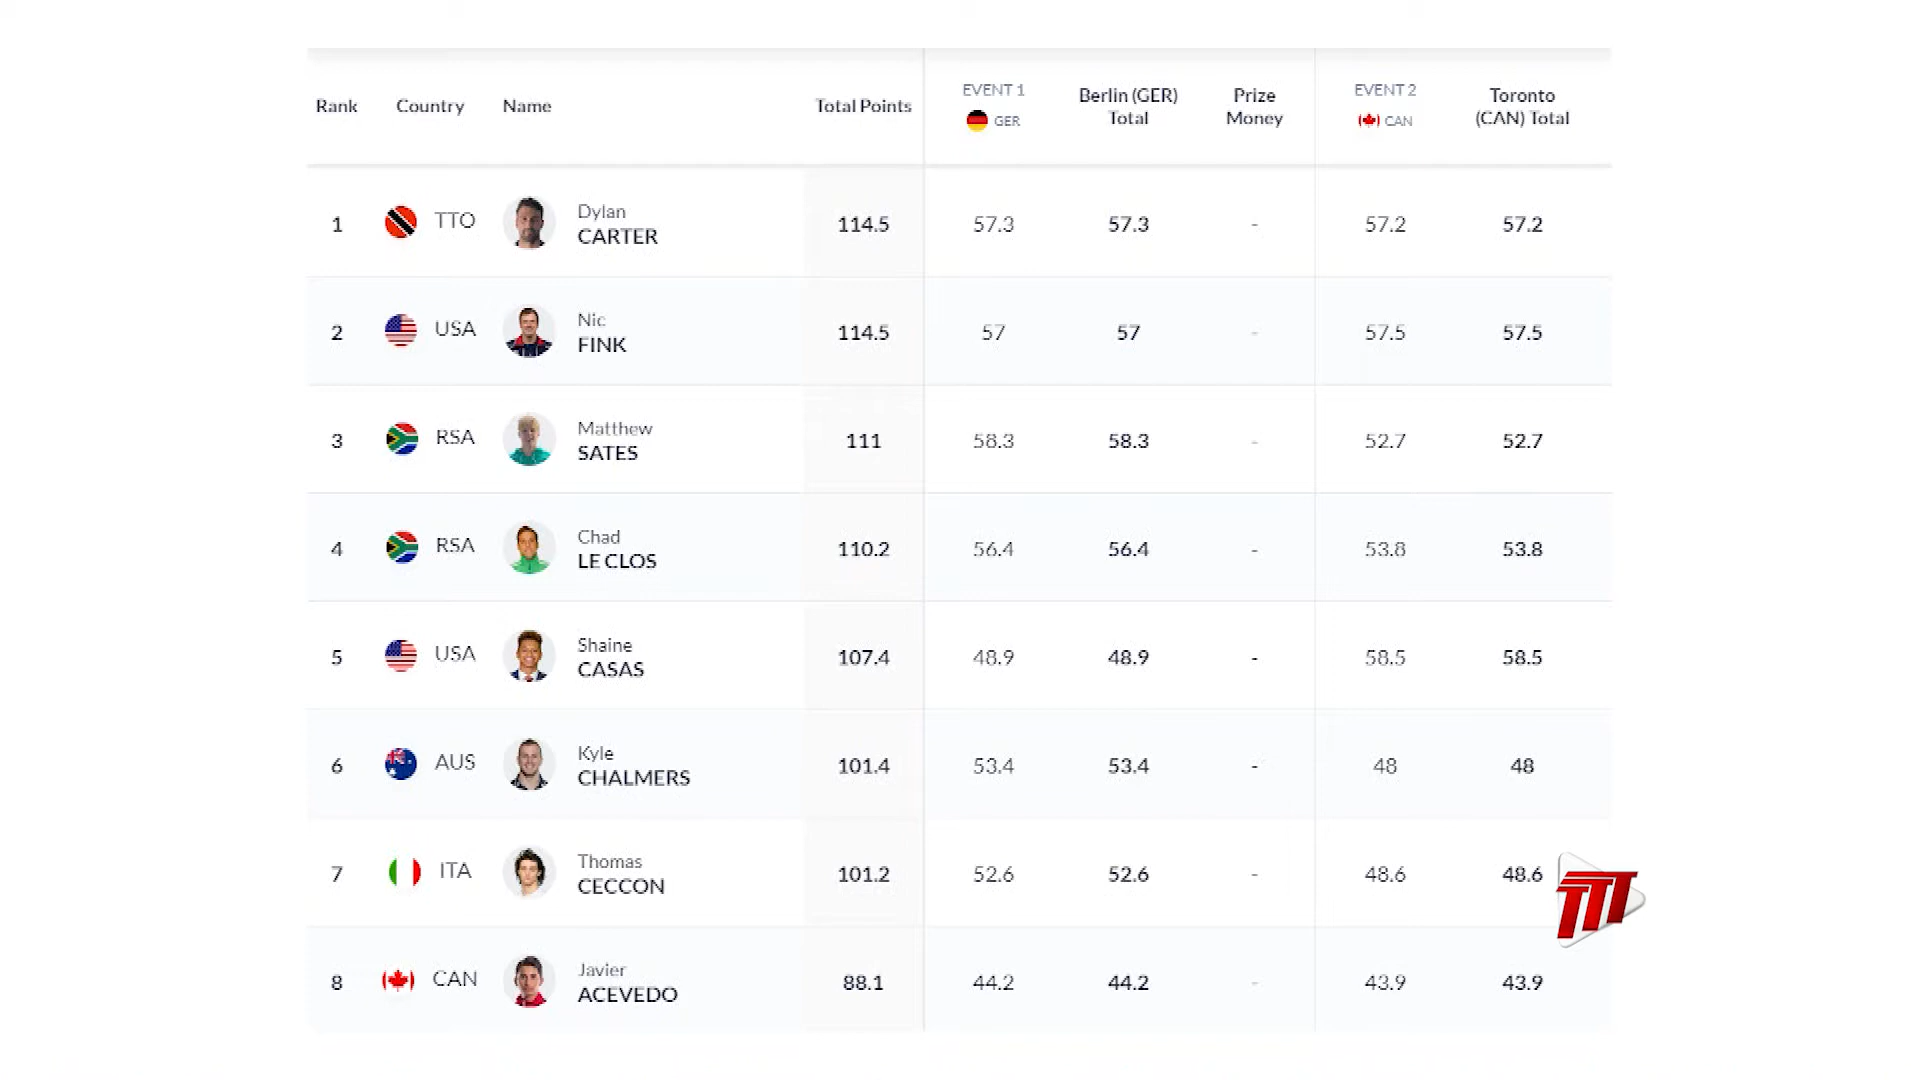 Rank Country Name Total Points EVENT 1 GER Berlin (GER) Total Prize Money EVENT 2 CAN Toronto (CAN) Total
1 TTO Dylan CARTER 114.5 57.3 57.3 - 57.2 57.2
2 USA Nic FINK 114.5 57 57 - 57.5 57.5
3 RSA Matthew SATES 111 58.3 58.3 - 52.7 52.7
4 RSA Chad LE CLOS 110.2 56.4 56.4 - 53.8 53.8
5 USA Shaine CASAS 107.4 48.9 48.9 - 58.5 58.5
6 AUS Kyle CHALMERS 101.4 53.4 53.4 - 48 48
7 ITA Thomas CECCON 101.2 52.6 52.6 - 48.6 48.6
TTT
8 CAN Javier ACEVEDO 88.1 44.2 44.2 - 43.9 43.9